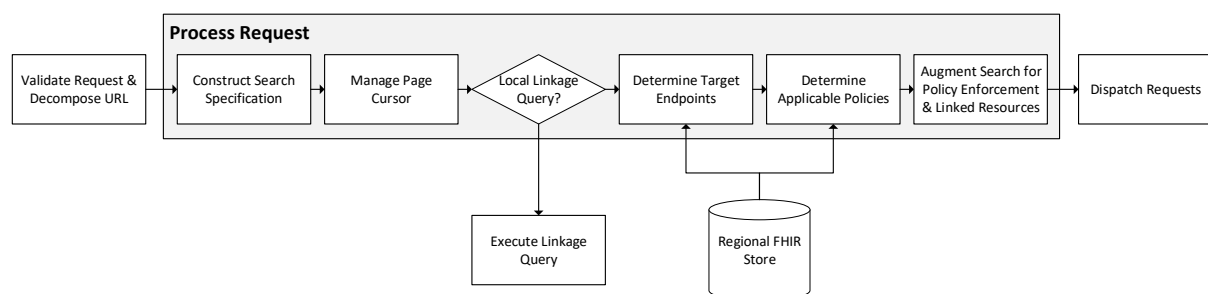 Process Request
Validate Request &
Decompose URL
Construct Search
Specification
Manage Page
Cursor
Local Linkage
Query?
Determine Target
Endpoints
Determine
Applicable Policies
Augment Search for
Policy Enforcement
& Linked Resources
Dispatch Requests
Execute Linkage
Query
Regional FHIR
Store